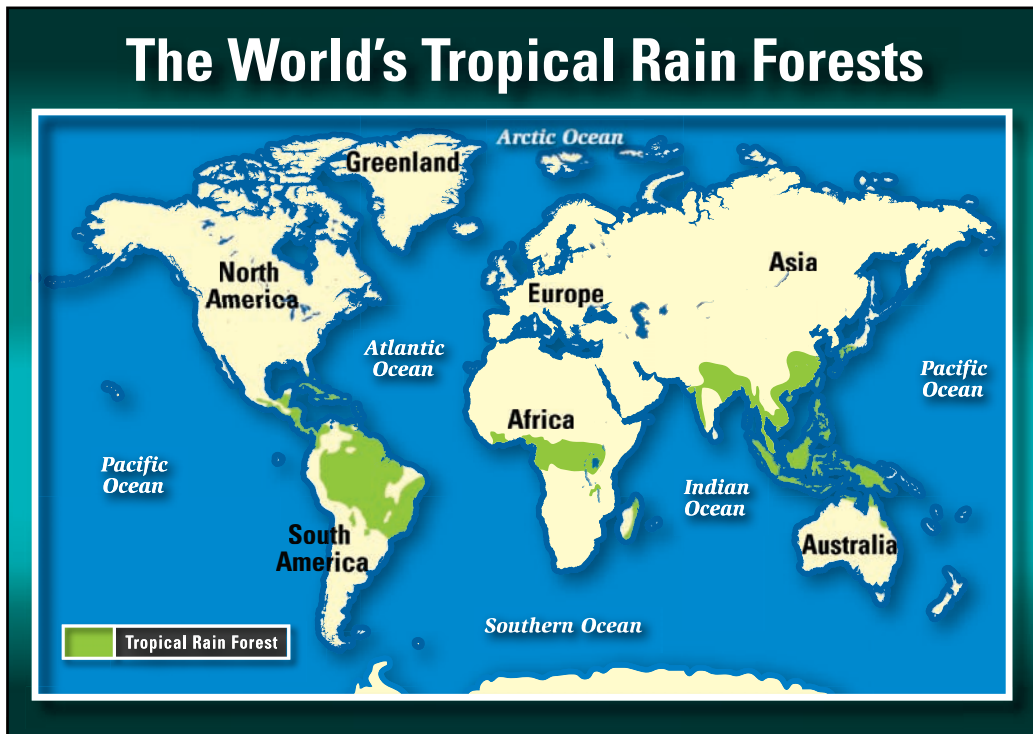 The World's Tropical Rain Forests
Arctic Ocean
Greenland
North
America
Europe
Asia
Atlantic
Ocean
Pacific
Ocean
Africa
Pacific
Ocean
Indian
Ocean
South
America
Australia
Southern Ocean
Tropical Rain Forest